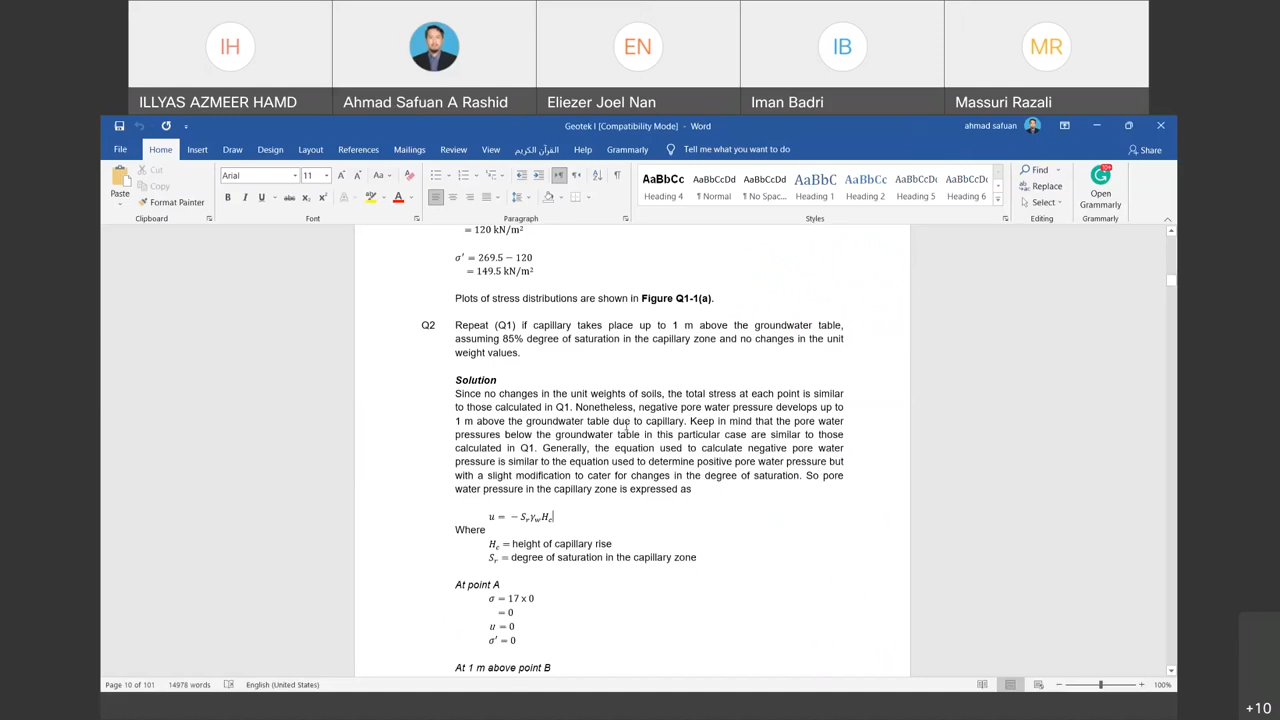 IH
EN
IB
MR
ILLYAS AZMEER HAMD
Ahmad Safuan A Rashid
Eliezer Joel Nan
Iman Badri
Massuri Razali
Geotek I [Compatibility Mode] - Word
ahmad safuan
File Home Insert Draw Design Layout References Mailings Review View القرآن الكريم Help Grammarly Tell me what you want to do Share
Cut
Copy
Format Painter
Paste
Clipboard
Arial 11
Font
Paragraph
AaBbCc AaBbCcDd AaBbCcDd AaBbC AaBbCc AaBbCcD AaBbCcD
Heading 4 ¶ Normal ¶ No Spac... Heading 1 Heading 2 Heading 5 Heading 6
Styles
Find
Replace
Select
Editing
Open
Grammarly
Grammarly
= 120 kN/m²
σ′ = 269.5 − 120
= 149.5 kN/m²
Plots of stress distributions are shown in Figure Q1-1(a).
Q2 Repeat (Q1) if capillary takes place up to 1 m above the groundwater table,
assuming 85% degree of saturation in the capillary zone and no changes in the unit
weight values.
Solution
Since no changes in the unit weights of soils, the total stress at each point is similar
to those calculated in Q1. Nonetheless, negative pore water pressure develops up to
1 m above the groundwater table due to capillary. Keep in mind that the pore water
pressures below the groundwater table in this particular case are similar to those
calculated in Q1. Generally, the equation used to calculate negative pore water
pressure is similar to the equation used to determine positive pore water pressure but
with a slight modification to cater for changes in the degree of saturation. So pore
water pressure in the capillary zone is expressed as
u = − Sᵣγ_wH_c
Where
H_c = height of capillary rise
Sᵣ = degree of saturation in the capillary zone
At point A
σ = 17 x 0
= 0
u = 0
σ′ = 0
At 1 m above point B
Page 10 of 101 14978 words English (United States) 100%
+10